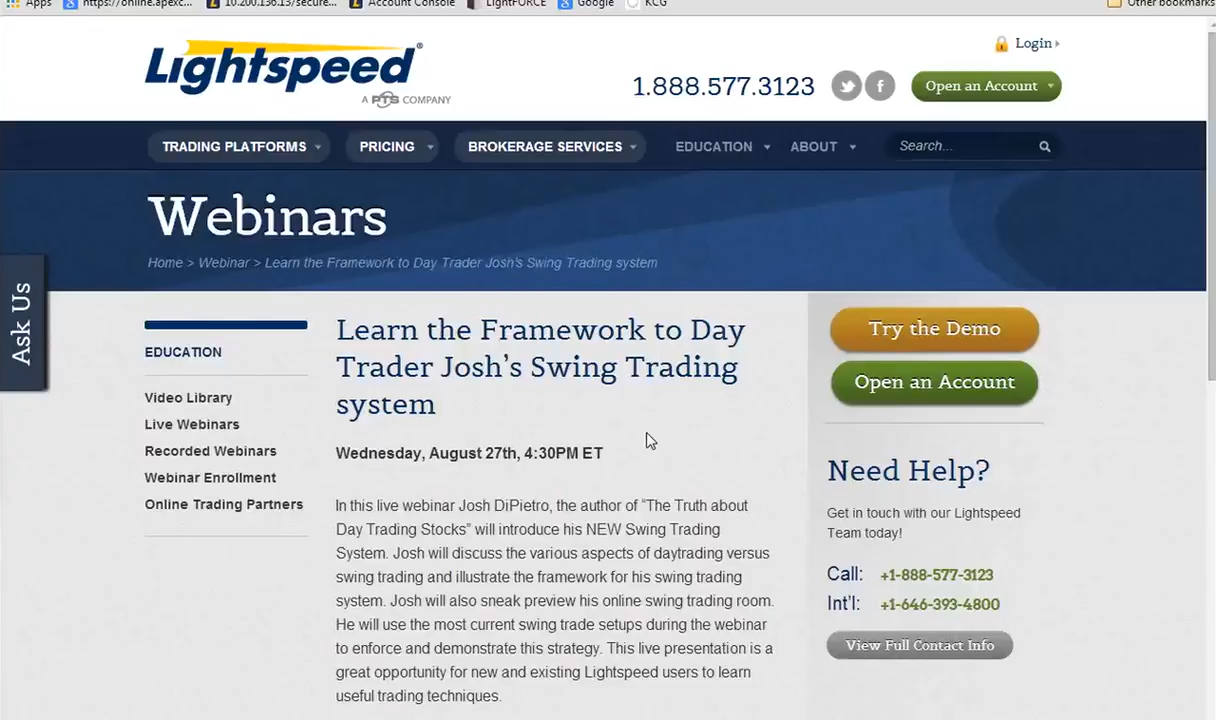 Apps
https://online.apexc...
10.200.136.13/secure...
Account Console
LightFORCE
Google
KCG
Other bookmarks
Lightspeed®
A PTS COMPANY
Login
1.888.577.3123
Open an Account
TRADING PLATFORMS
PRICING
BROKERAGE SERVICES
EDUCATION
ABOUT
Search...
Webinars
Home > Webinar > Learn the Framework to Day Trader Josh's Swing Trading system
Ask Us
EDUCATION
Video Library
Live Webinars
Recorded Webinars
Webinar Enrollment
Online Trading Partners
Learn the Framework to Day
Trader Josh's Swing Trading
system
Wednesday, August 27th, 4:30PM ET
In this live webinar Josh DiPietro, the author of “The Truth about
Day Trading Stocks” will introduce his NEW Swing Trading
System. Josh will discuss the various aspects of daytrading versus
swing trading and illustrate the framework for his swing trading
system. Josh will also sneak preview his online swing trading room.
He will use the most current swing trade setups during the webinar
to enforce and demonstrate this strategy. This live presentation is a
great opportunity for new and existing Lightspeed users to learn
useful trading techniques.
Try the Demo
Open an Account
Need Help?
Get in touch with our Lightspeed
Team today!
Call: +1-888-577-3123
Int'l: +1-646-393-4800
View Full Contact Info